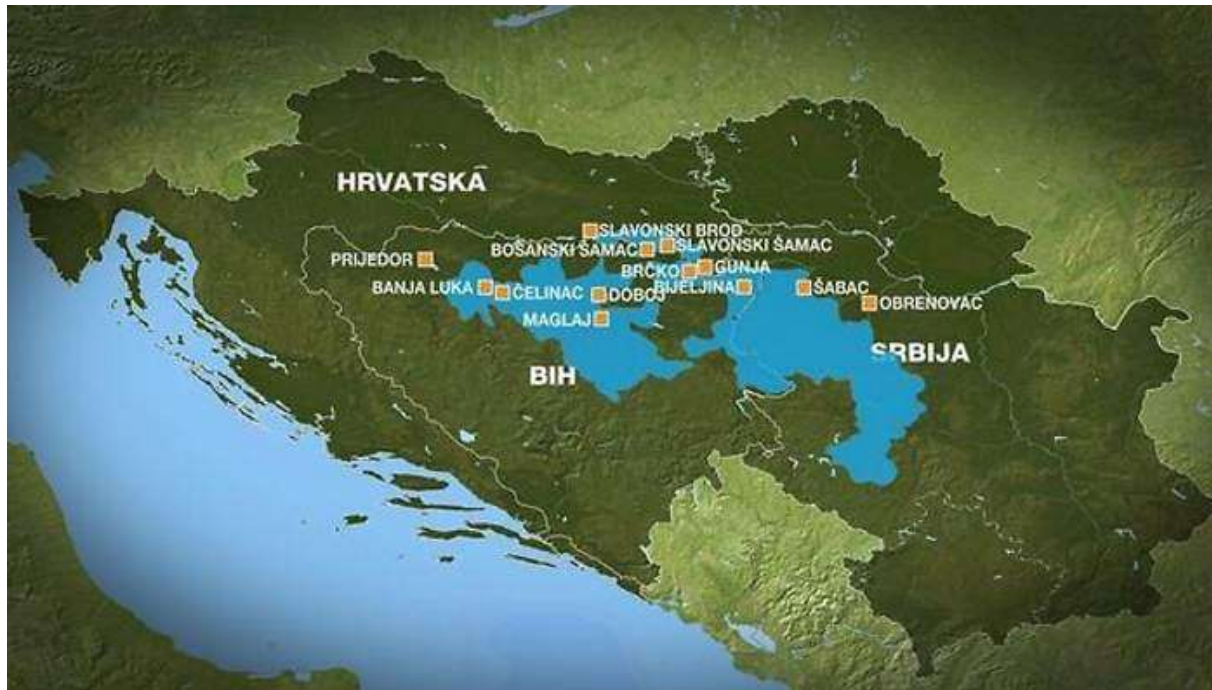 HRVATSKA
SLAVONSKI BROD
BOSANSKI ŠAMAC
SLAVONSKI ŠAMAC
PRIJEDOR
BRČKO
GUNJA
BANJA LUKA
ČELINAC
DOBOJ
BIJELJINA
ŠABAC
OBRENOVAC
MAGLAJ
SRBIJA
BIH